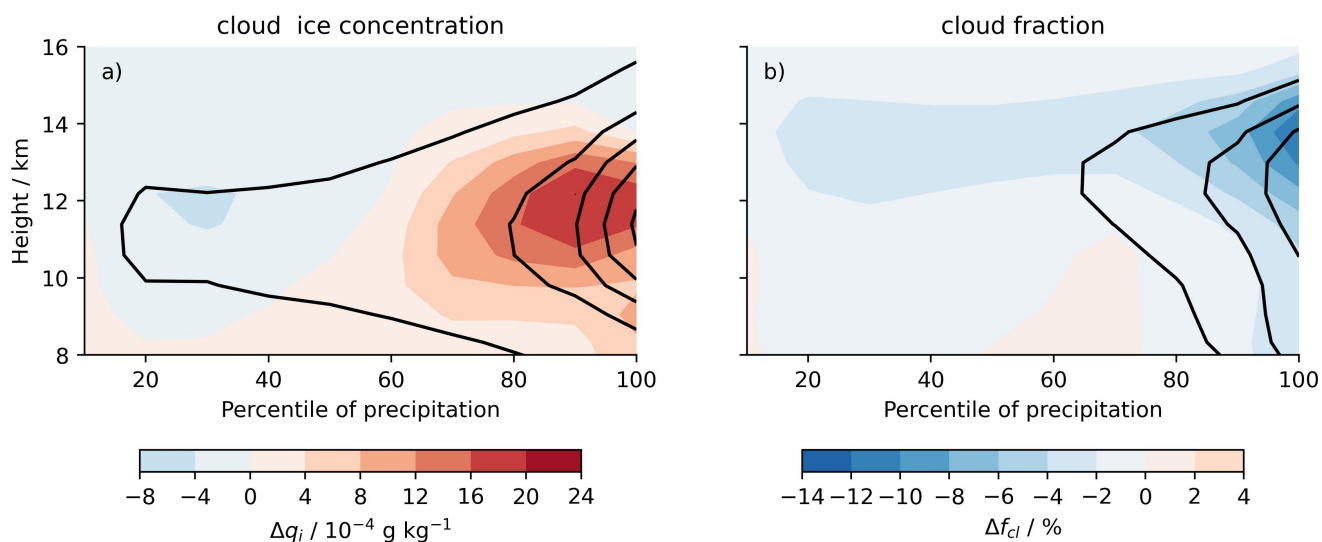 cloud  ice concentration
cloud fraction
a)
b)
16
14
12
10
8
Height / km
20 40 60 80 100
20 40 60 80 100
Percentile of precipitation
Percentile of precipitation
−8 −4 0 4 8 12 16 20 24
−14 −12 −10 −8 −6 −4 −2 0 2 4
Δqᵢ / 10⁻⁴ g kg⁻¹
Δf_cl / %